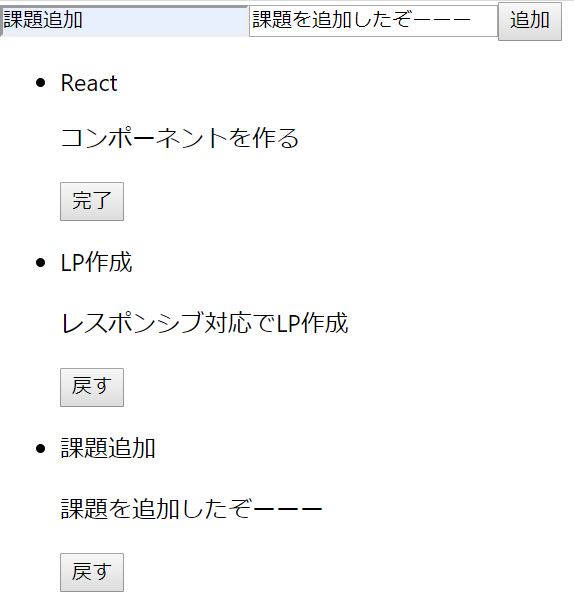 課題追加 課題を追加したぞーーー 追加
React
コンポーネントを作る
完了
LP作成
レスポンシブ対応でLP作成
戻す
課題追加
課題を追加したぞーーー
戻す